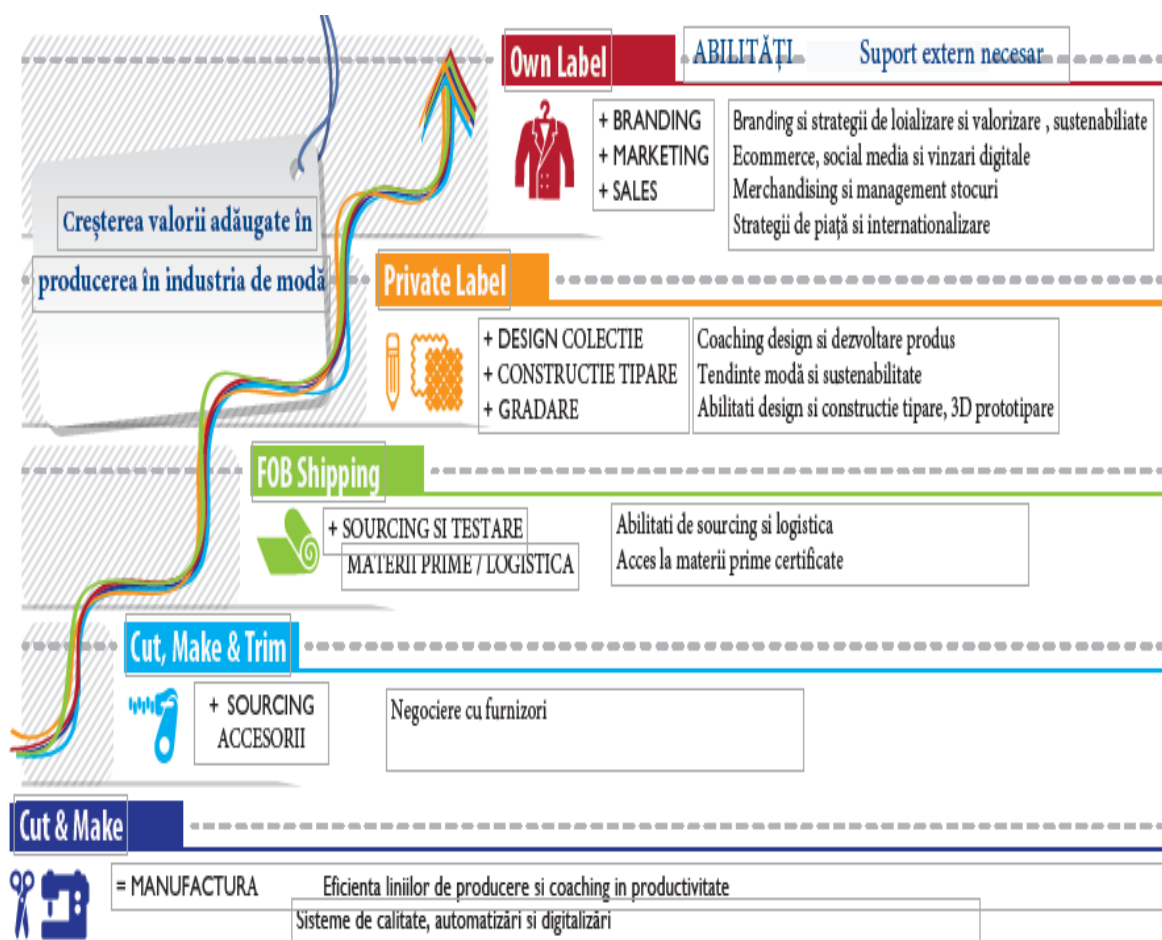 Own Label
ABILITĂȚI Suport extern necesar
+ BRANDING
+ MARKETING
+ SALES
Branding si strategii de loializare si valorizare , sustenabiliate
Ecommerce, social media si vinzari digitale
Merchandising si management stocuri
Strategii de piață si internationalizare
Creșterea valorii adăugate în
producerea în industria de modă
Private Label
+ DESIGN COLECTIE
+ CONSTRUCTIE TIPARE
+ GRADARE
Coaching design si dezvoltare produs
Tendinte modă si sustenabilitate
Abilitati design si constructie tipare, 3D prototipare
FOB Shipping
+ SOURCING SI TESTARE
MATERII PRIME / LOGISTICA
Abilitati de sourcing si logistica
Acces la materii prime certificate
Cut, Make & Trim
+ SOURCING
ACCESORII
Negociere cu furnizori
Cut & Make
= MANUFACTURA
Eficienta liniilor de producere si coaching in productivitate
Sisteme de calitate, automatizări si digitalizări